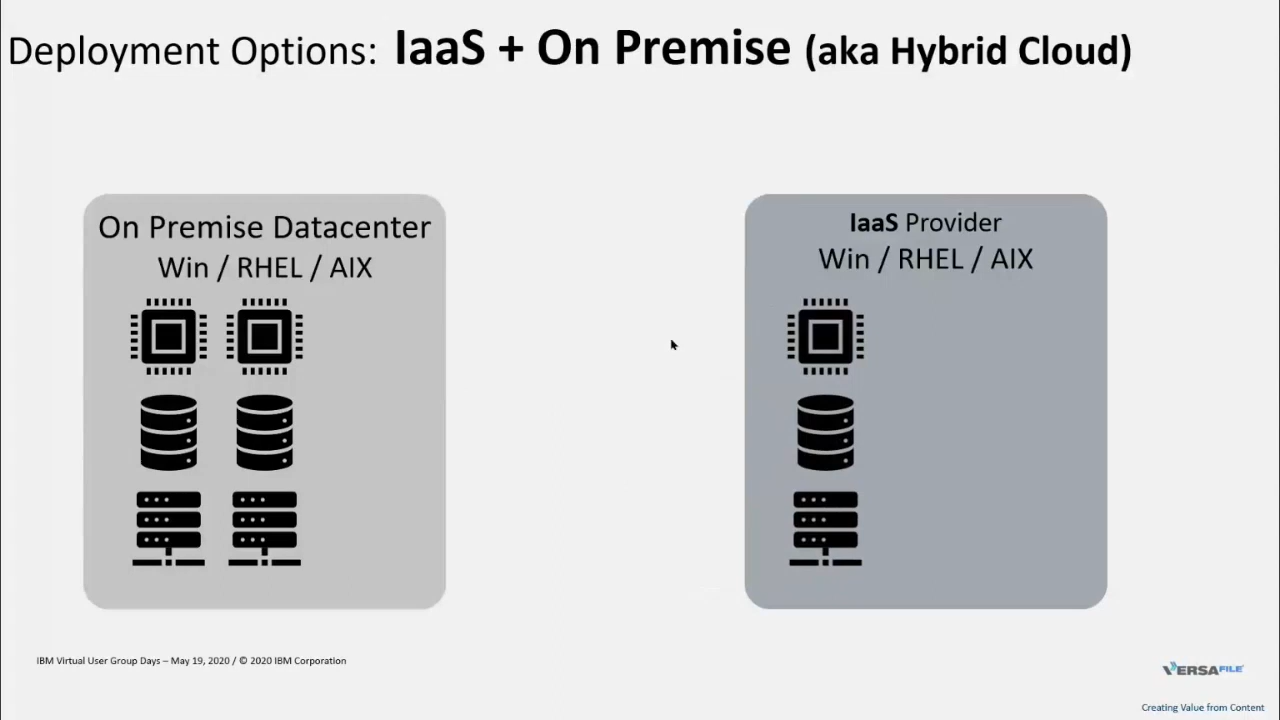 Deployment Options: IaaS + On Premise (aka Hybrid Cloud)
On Premise Datacenter
Win / RHEL / AIX
IaaS Provider
Win / RHEL / AIX
IBM Virtual User Group Days – May 19, 2020 / © 2020 IBM Corporation
VERSAFILE
Creating Value from Content